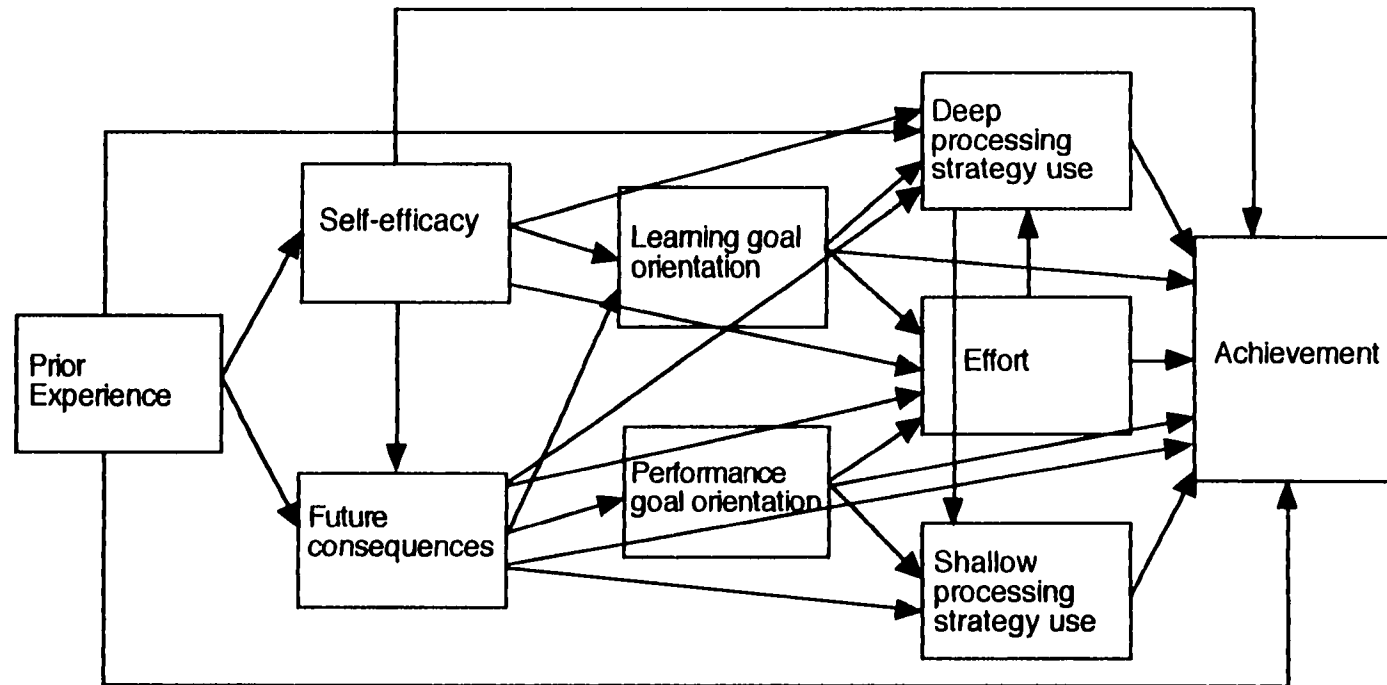 Prior
Experience
Self-efficacy
Future
consequences
Learning goal
orientation
Performance
goal orientation
Deep
processing
strategy use
Effort
Shallow
processing
strategy use
Achievement